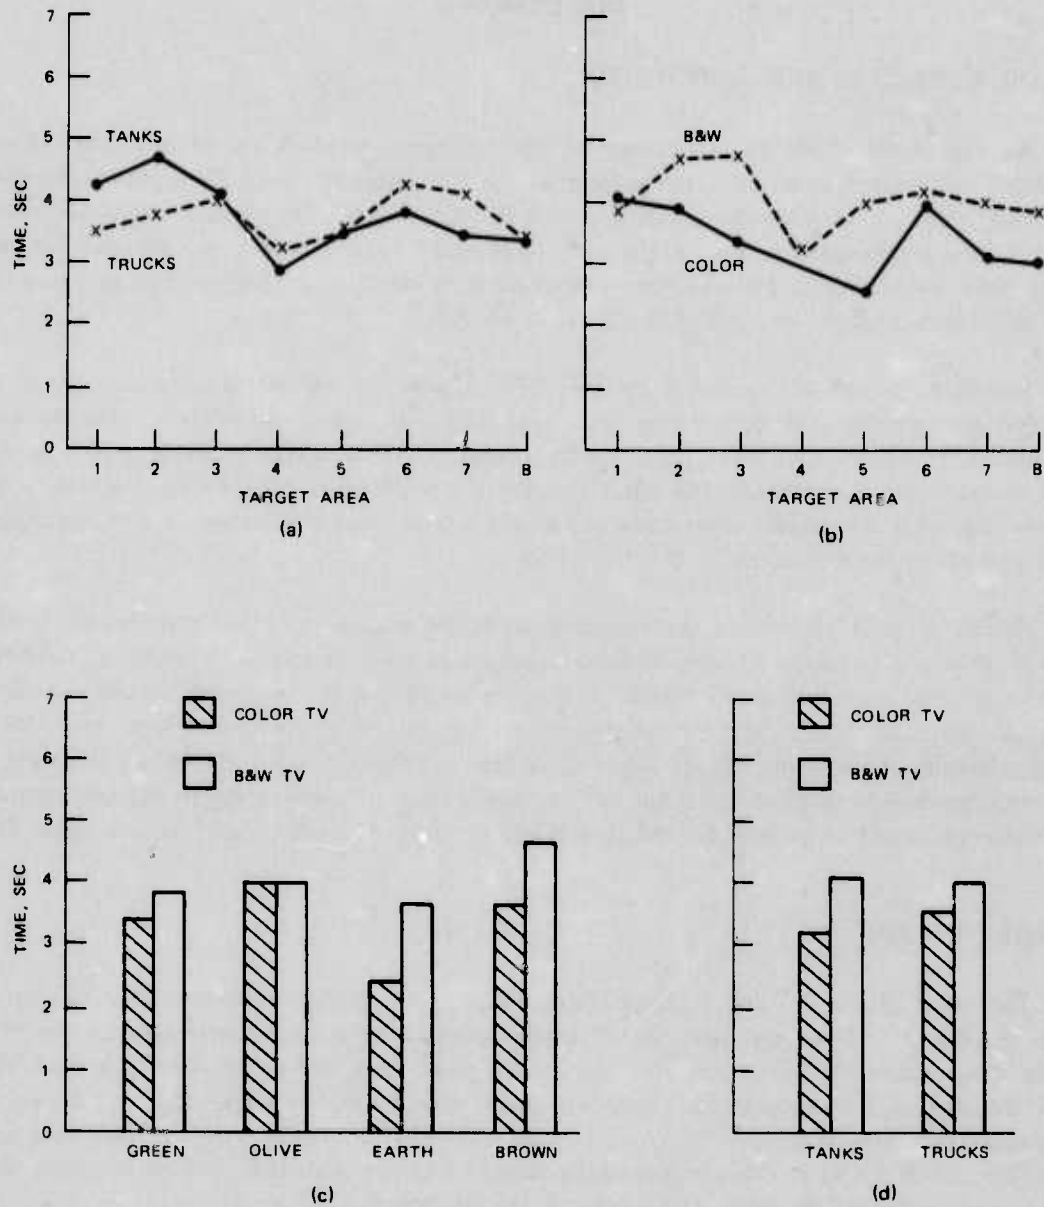 7
6
5
4
3
2
1
0
TIME, SEC
TANKS
TRUCKS
1 2 3 4 5 6 7 8
TARGET AREA
(a)
B&W
COLOR
1 2 3 4 5 6 7 8
TARGET AREA
(b)
7
6
5
4
3
2
1
0
TIME, SEC
COLOR TV
B&W TV
GREEN OLIVE EARTH BROWN
(c)
COLOR TV
B&W TV
TANKS TRUCKS
(d)